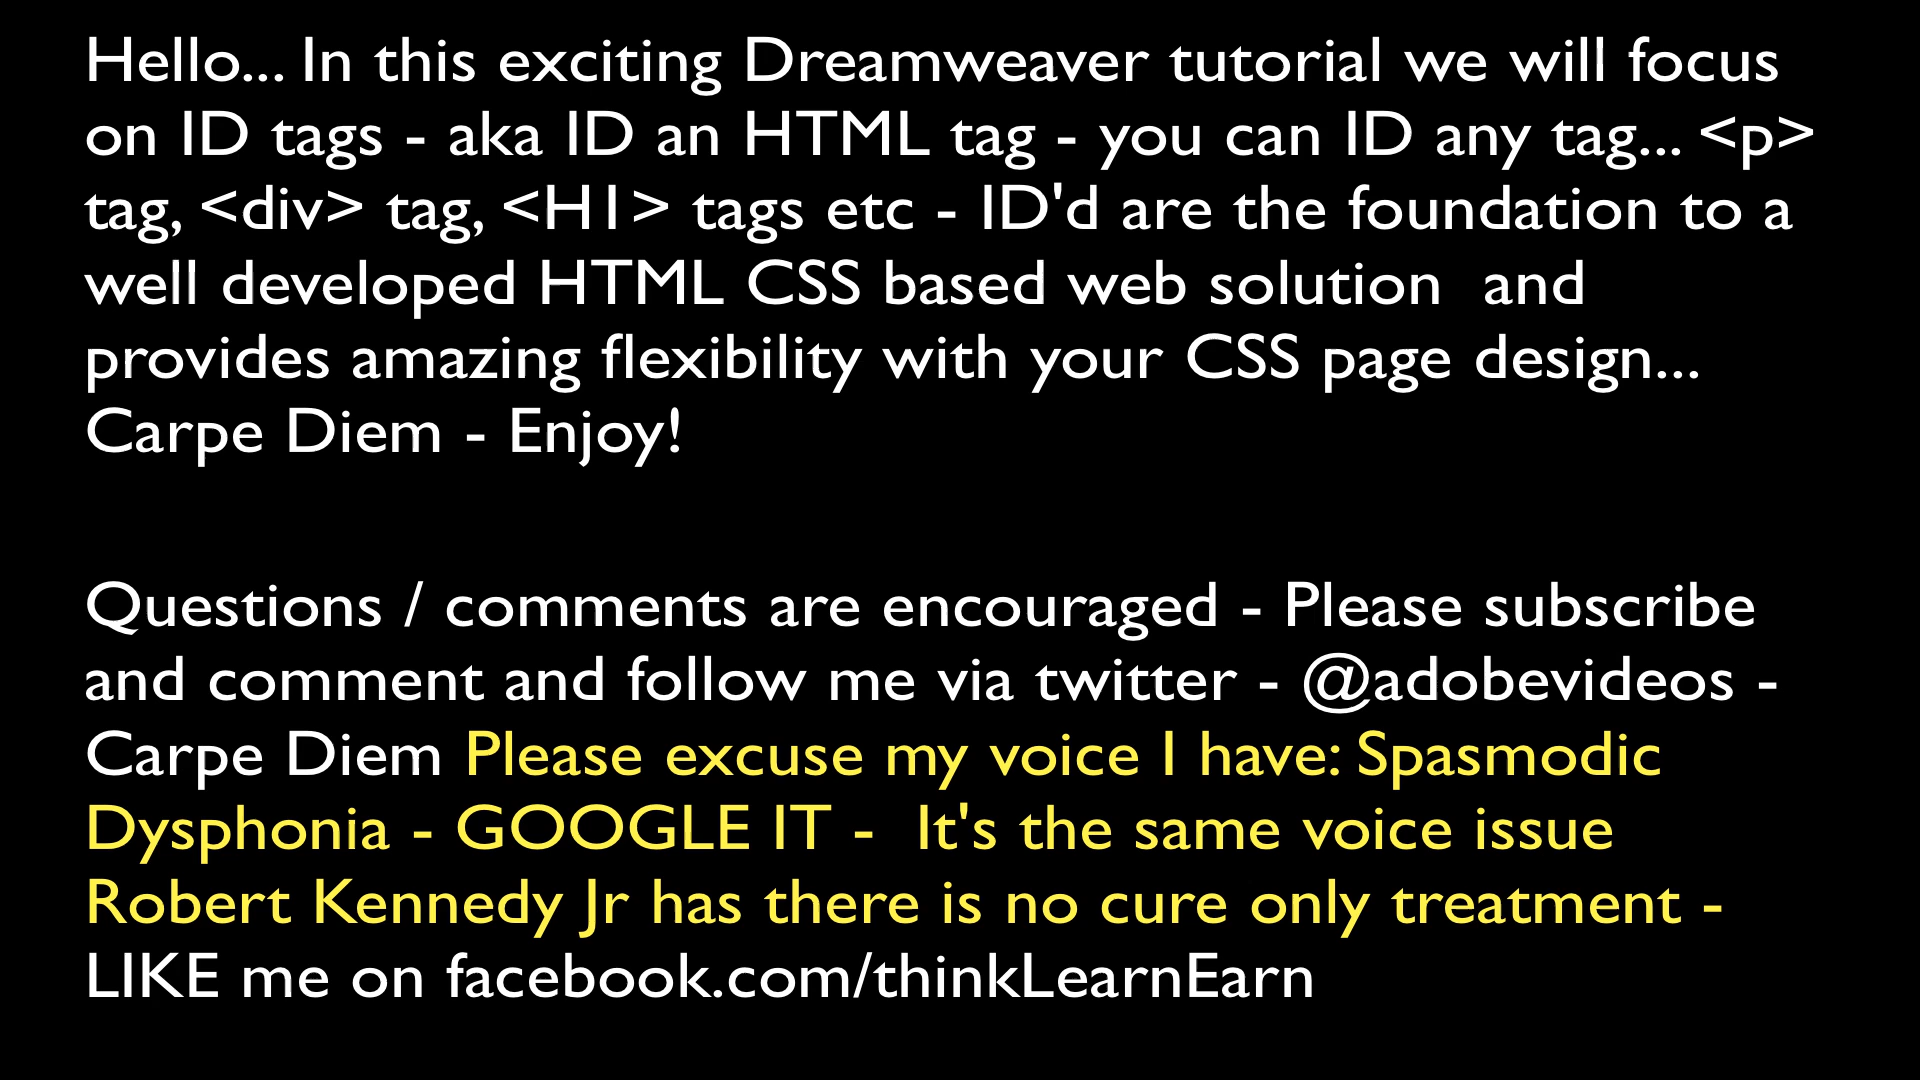 Hello... In this exciting Dreamweaver tutorial we will focus
on ID tags - aka ID an HTML tag - you can ID any tag... <p>
tag, <div> tag, <H1> tags etc - ID'd are the foundation to a
well developed HTML CSS based web solution  and
provides amazing flexibility with your CSS page design...
Carpe Diem - Enjoy!
Questions / comments are encouraged - Please subscribe
and comment and follow me via twitter - @adobevideos -
Carpe Diem Please excuse my voice I have: Spasmodic
Dysphonia - GOOGLE IT -  It's the same voice issue
Robert Kennedy Jr has there is no cure only treatment -
LIKE me on facebook.com/thinkLearnEarn